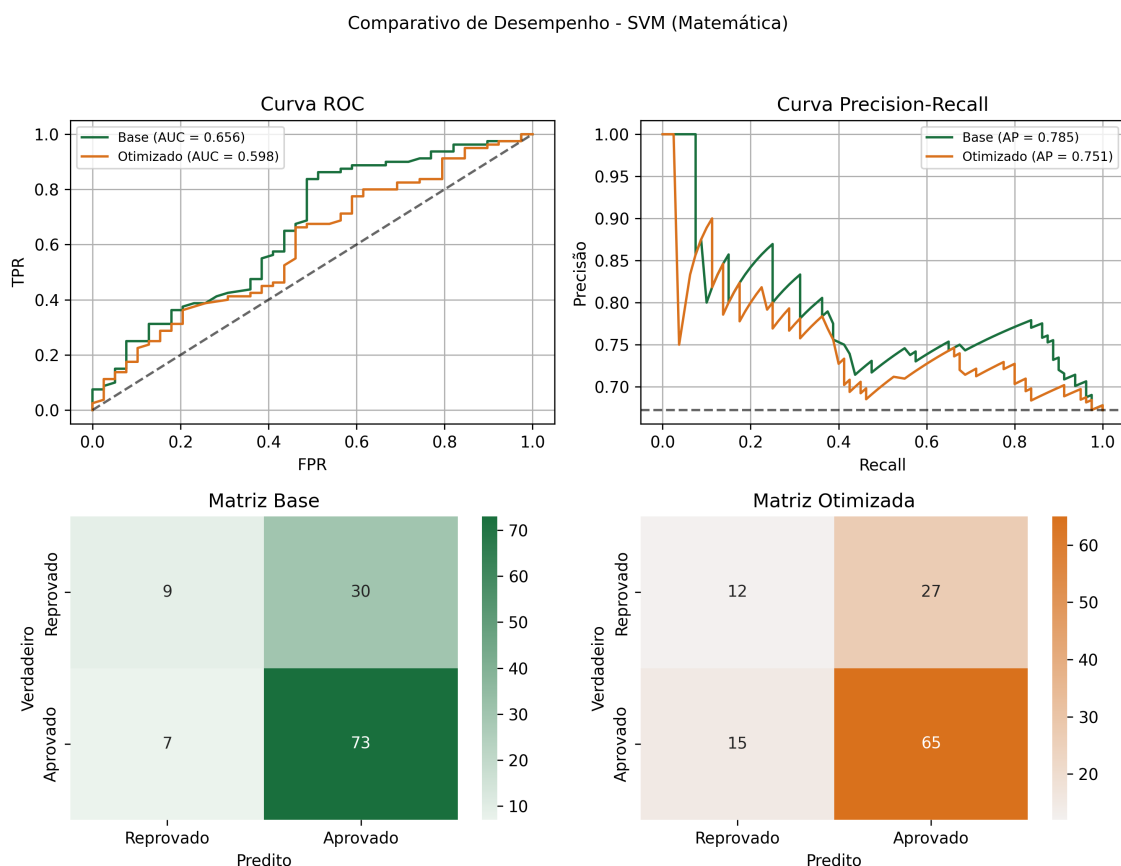 Comparativo de Desempenho - SVM (Matemática)
Curva ROC
Base (AUC = 0.656)
Otimizado (AUC = 0.598)
1.0
0.8
0.6
0.4
0.2
0.0
TPR
0.0 0.2 0.4 0.6 0.8 1.0
FPR
Curva Precision-Recall
Base (AP = 0.785)
Otimizado (AP = 0.751)
1.00
0.95
0.90
0.85
0.80
0.75
0.70
Precisão
0.0 0.2 0.4 0.6 0.8 1.0
Recall
Matriz Base
Verdadeiro
Reprovado
Aprovado
9 30
7 73
Reprovado Aprovado
Predito
70
60
50
40
30
20
10
Matriz Otimizada
Verdadeiro
Reprovado
Aprovado
12 27
15 65
Reprovado Aprovado
Predito
60
50
40
30
20